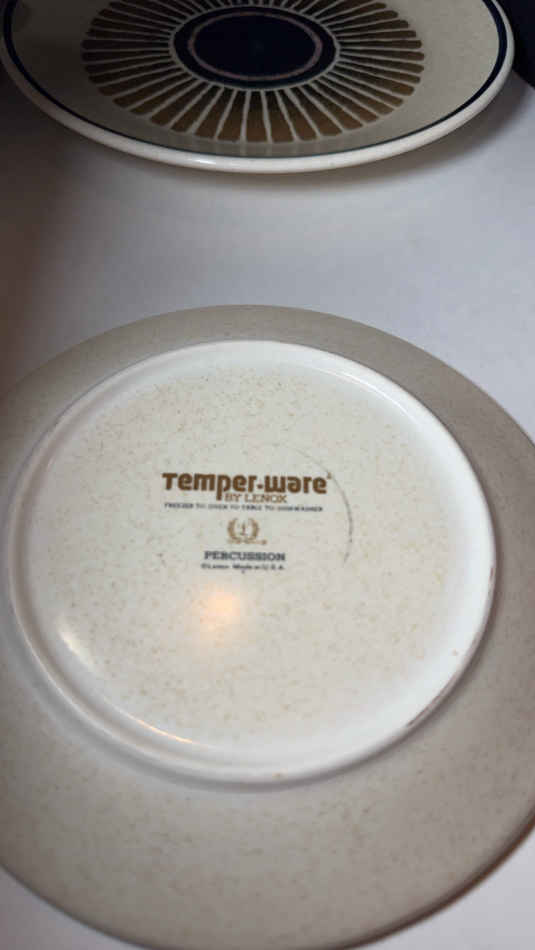 Temper-ware®
BY LENOX
FREEZER TO OVEN TO TABLE TO DISHWASHER
L
PERCUSSION
© Lenox Made in U.S.A.